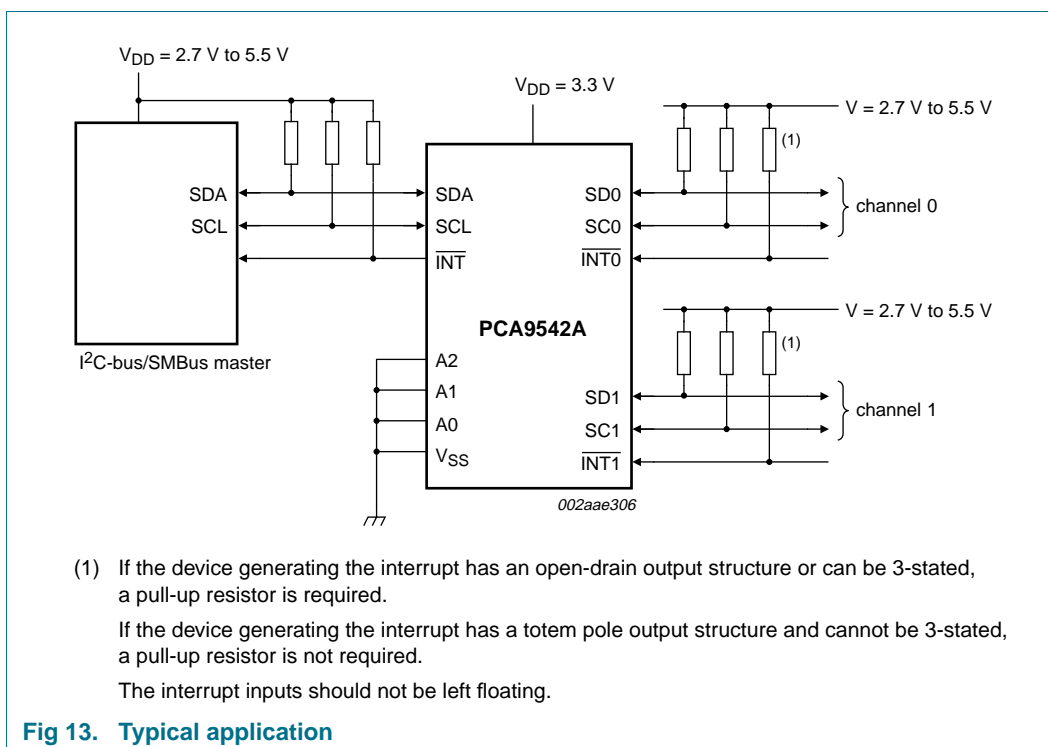 V_DD = 2.7 V to 5.5 V
V_DD = 3.3 V
V = 2.7 V to 5.5 V
(1)
SDA
SCL
SDA
SCL
INT
SD0
SC0
INT0
channel 0
PCA9542A
V = 2.7 V to 5.5 V
(1)
I²C-bus/SMBus master
A2
A1
A0
V_SS
SD1
SC1
INT1
channel 1
002aae306
(1) If the device generating the interrupt has an open-drain output structure or can be 3-stated,
a pull-up resistor is required.
If the device generating the interrupt has a totem pole output structure and cannot be 3-stated,
a pull-up resistor is not required.
The interrupt inputs should not be left floating.
Fig 13. Typical application